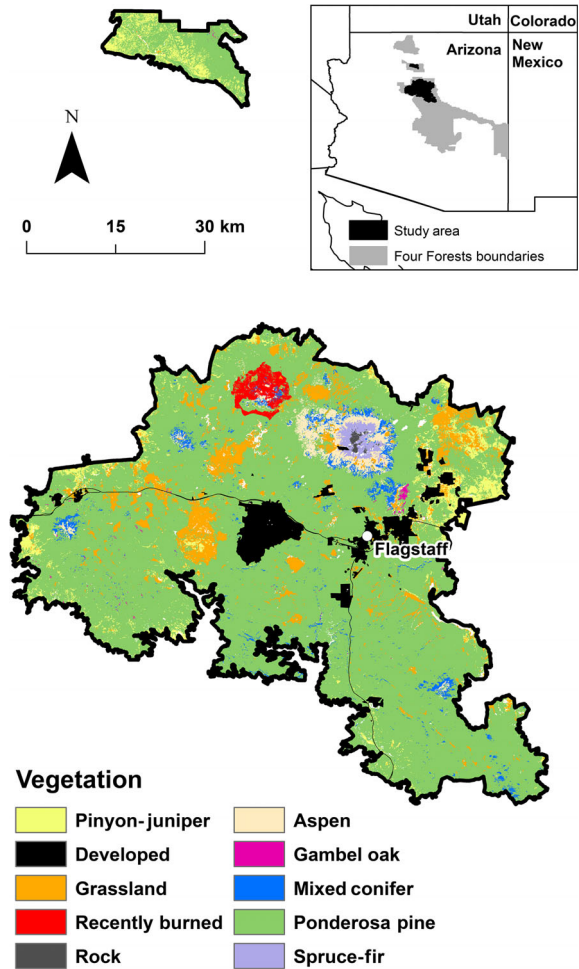 Utah Colorado
Arizona New
Mexico
N
0 15 30 km
Study area
Four Forests boundaries
Flagstaff
Vegetation
Pinyon-juniper
Developed
Grassland
Recently burned
Rock
Aspen
Gambel oak
Mixed conifer
Ponderosa pine
Spruce-fir